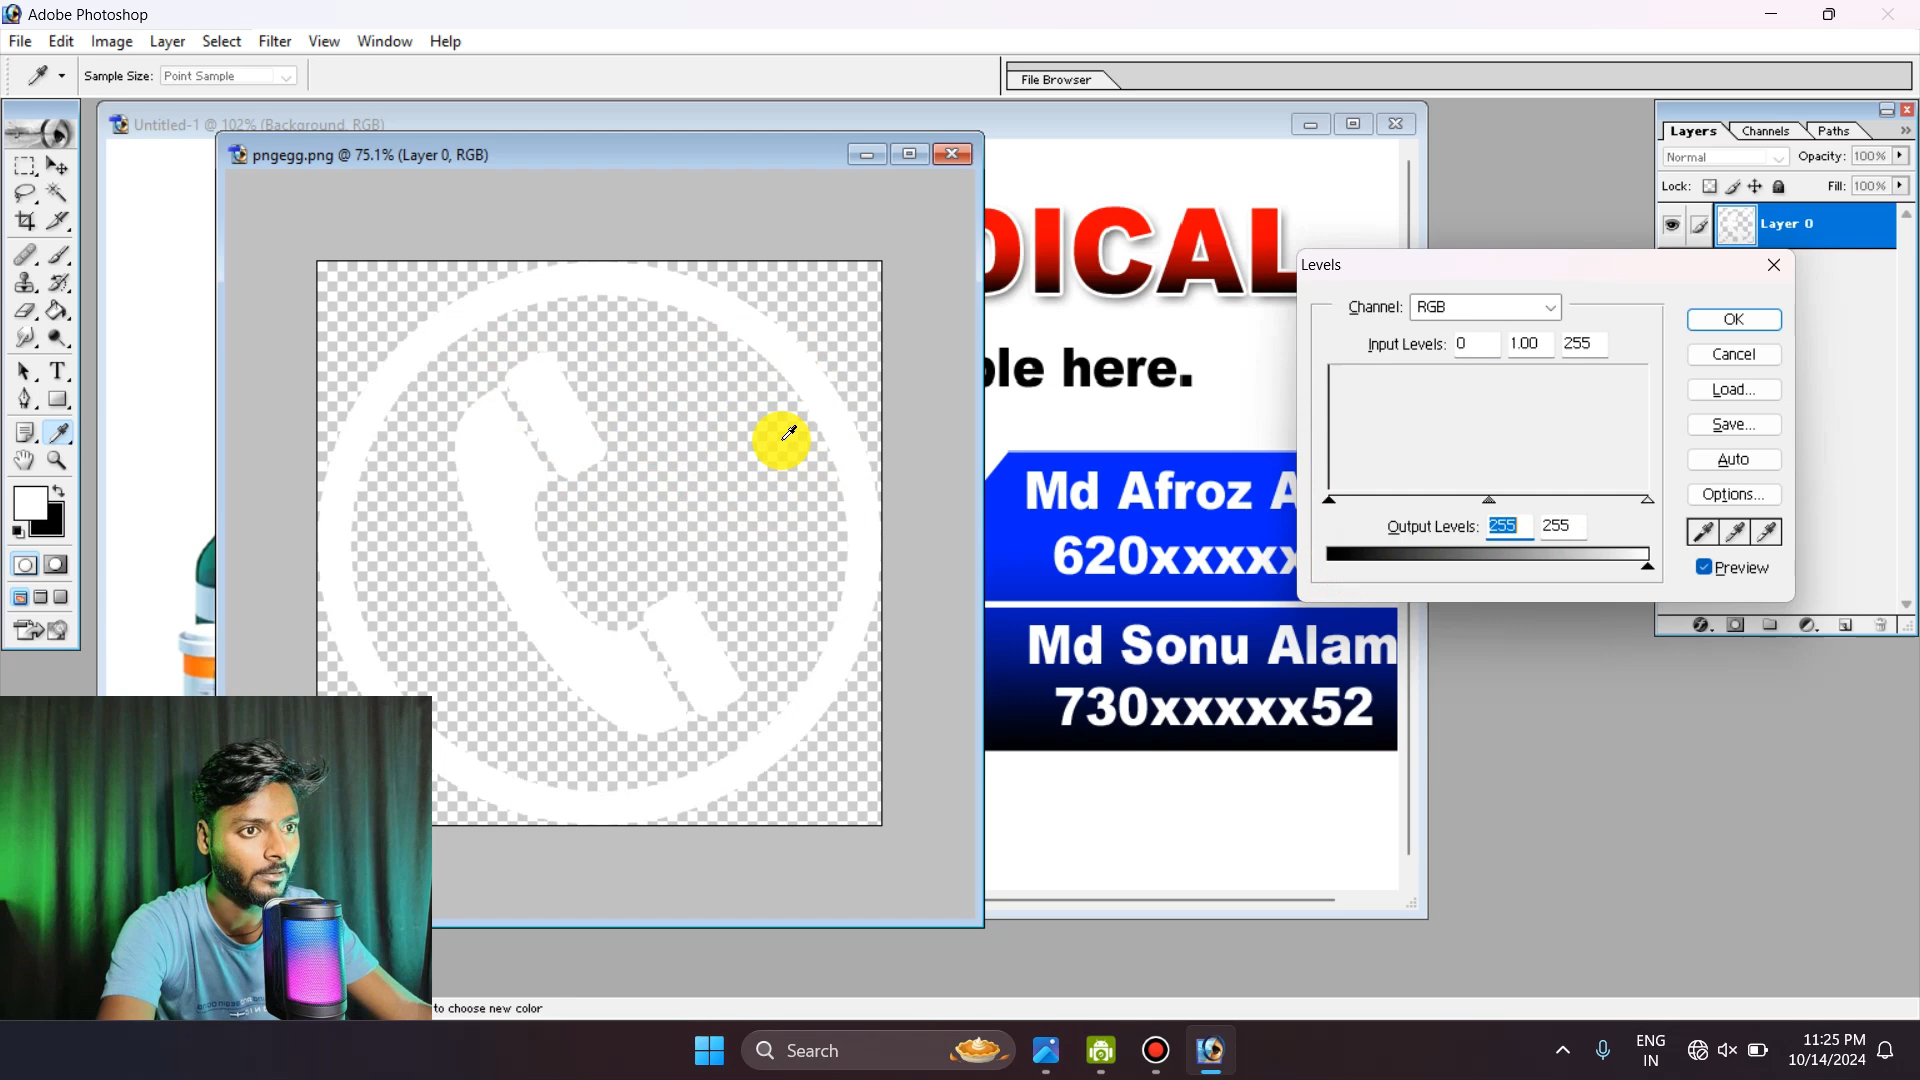 Adobe Photoshop
File Edit Image Layer Select Filter View Window Help
Sample Size: Point Sample
File Browser
Untitled-1 @ 102% (Background, RGB)
pngegg.png @ 75.1% (Layer 0, RGB)
DICAL
ble here.
Md Afroz A
620xxxxx
Md Sonu Alam
730xxxxx52
Layers Channels Paths
Normal Opacity: 100%
Lock: Fill: 100%
Layer 0
Levels
Channel: RGB
Input Levels: 0 1.00 255
Output Levels: 255 255
OK
Cancel
Load...
Save...
Auto
Options...
Preview
to choose new color
Search
ENG
IN
11:25 PM
10/14/2024